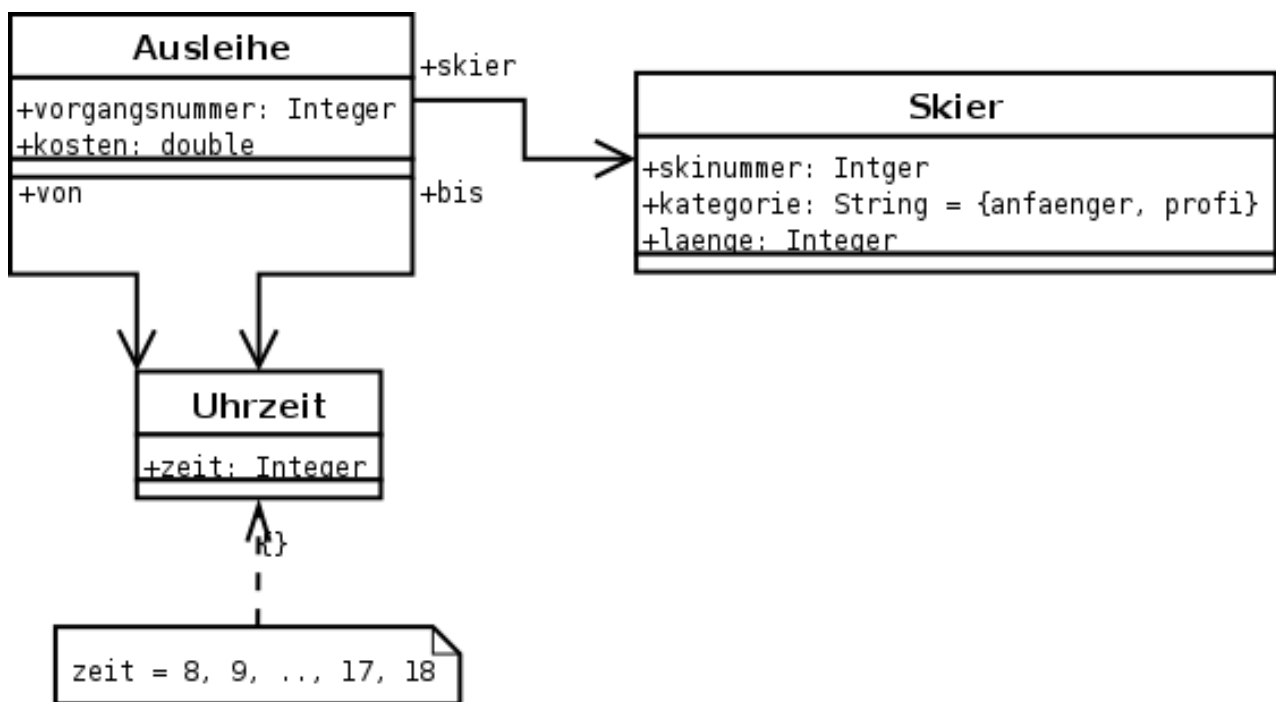 Ausleihe
+vorgangsnummer: Integer
+kosten: double
+skier
+von
+bis
Skier
+skinummer: Intger
+kategorie: String = {anfaenger, profi}
+laenge: Integer
Uhrzeit
+zeit: Integer
{}
zeit = 8, 9, .., 17, 18